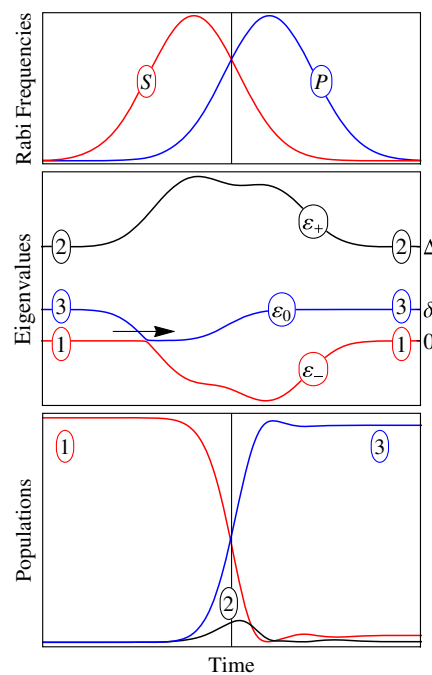 Rabi Frequencies
S
P
Eigenvalues
2
ε+
2
Δ
3
ε0
3
δ
1
ε−
1
0
Populations
1
3
2
Time